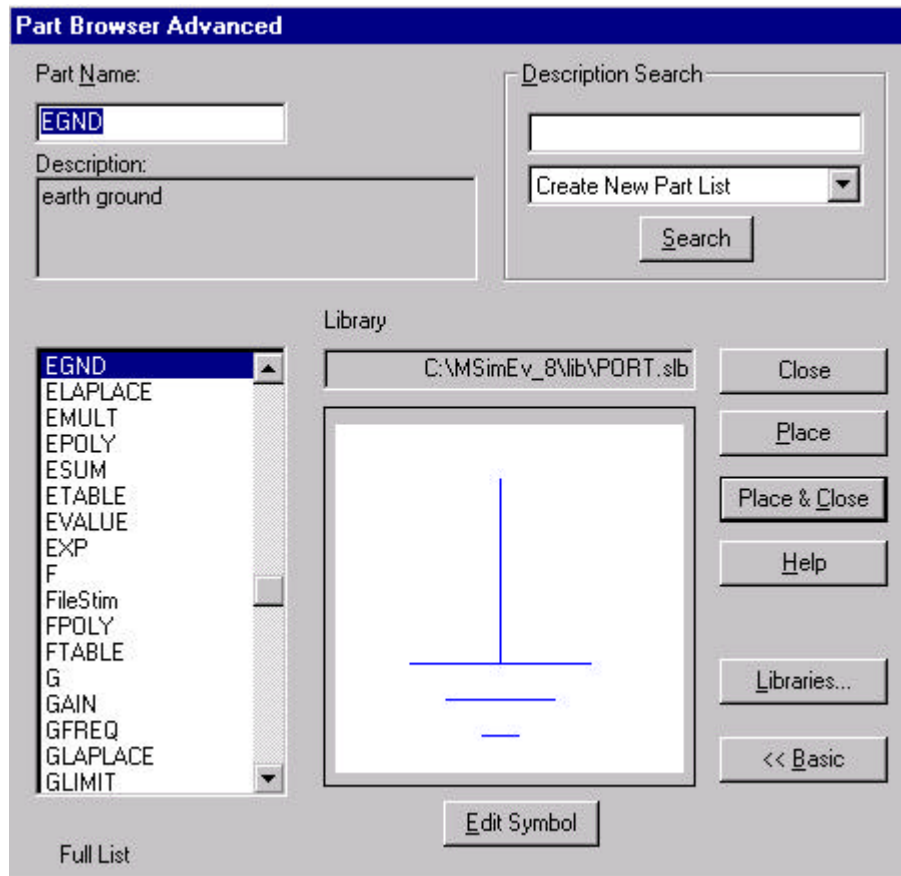 Part Browser Advanced
Part Name:
EGND
Description:
earth ground
Description Search
Create New Part List
Search
Library
C:\MSimEv_8\lib\PORT.slb
EGND
ELAPLACE
EMULT
EPOLY
ESUM
ETABLE
EVALUE
EXP
F
FileStim
FPOLY
FTABLE
G
GAIN
GFREQ
GLAPLACE
GLIMIT
Full List
Close
Place
Place & Close
Help
Libraries...
<< Basic
Edit Symbol